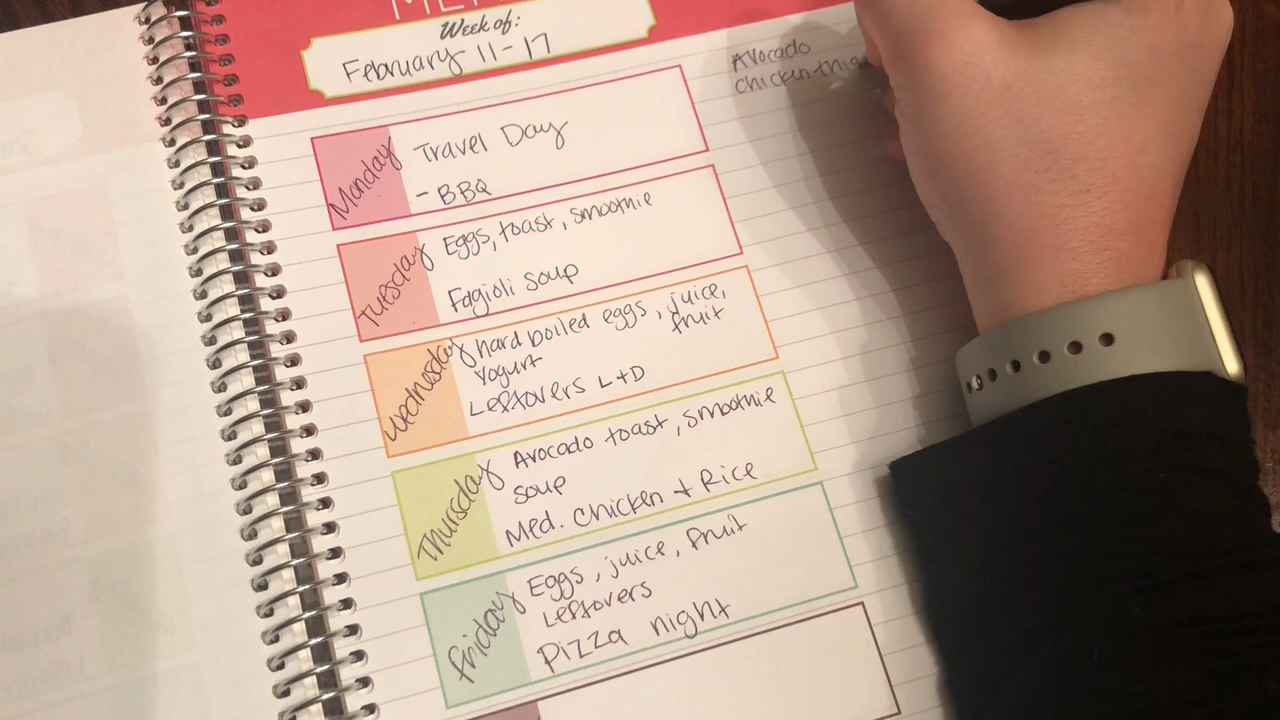 Week of:
February 11-17
Avocado
Monday
Travel Day
- BBQ
Tuesday
Eggs, toast, smoothie
Fagioli soup
Wednesday
hard boiled eggs, juice,
fruit
Yogurt
Leftovers L+D
Thursday
Avocado toast, smoothie
soup
Med. Chicken + Rice
Friday
Eggs, juice, fruit
Leftovers
Pizza night